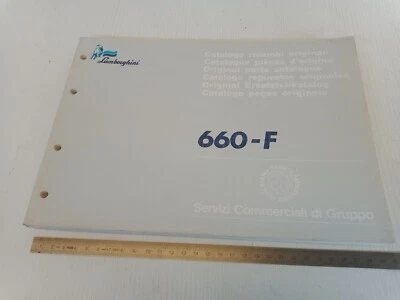 Lamborghini
Catalogo ricambi originali
Catalogue pièces d'origine
Original parts catalogue
Catálogo repuestos originales
Original Ersatzteilkatalog
Catálogo peças originais
660-F
Servizi Commerciali di Gruppo